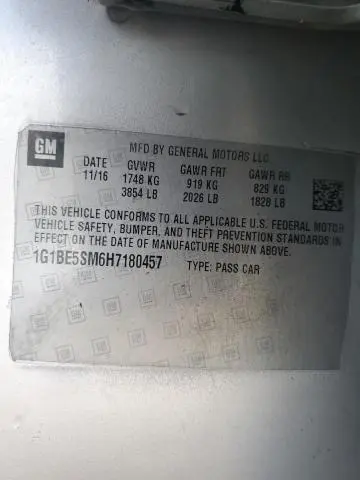 GM
MFD BY GENERAL MOTORS LLC
DATE GVWR GAWR FRT GAWR RR
11/16 1748 KG 919 KG 829 KG
3854 LB 2026 LB 1828 LB
THIS VEHICLE CONFORMS TO ALL APPLICABLE U.S. FEDERAL MOTOR
VEHICLE SAFETY, BUMPER, AND THEFT PREVENTION STANDARDS IN
EFFECT ON THE DATE OF MANUFACTURE SHOWN ABOVE.
1G1BE5SM6H7180457 TYPE: PASS CAR